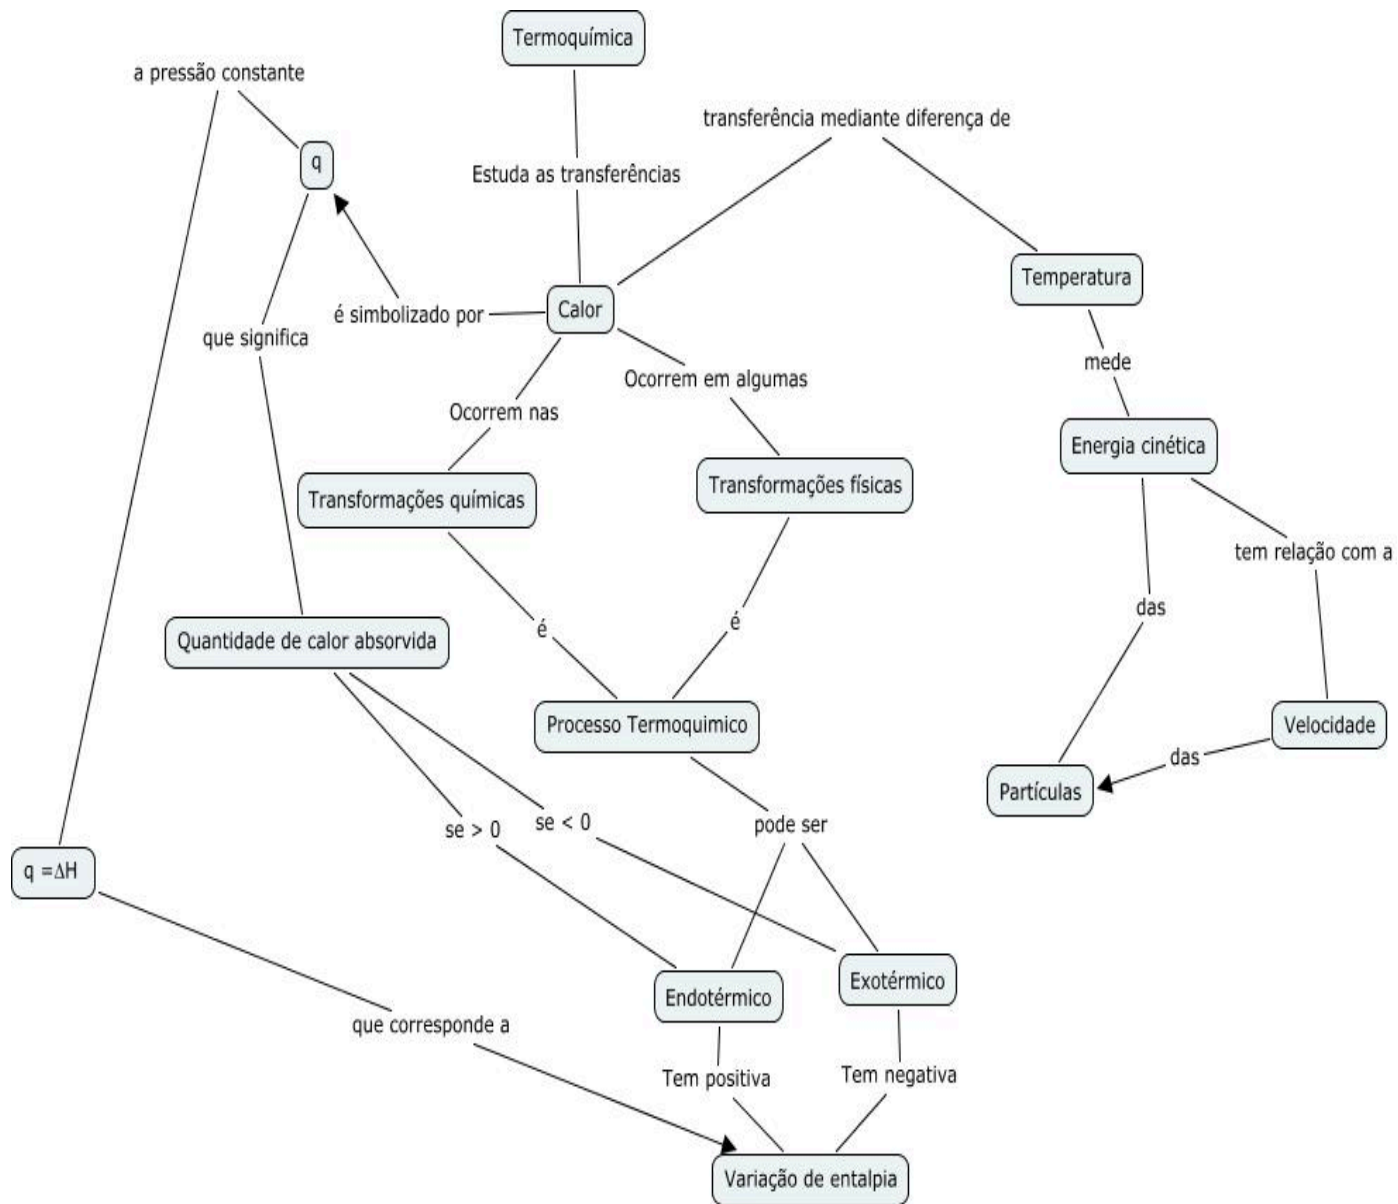 Termoquímica
a pressão constante
transferência mediante diferença de
q
Estuda as transferências
Temperatura
é simbolizado por
Calor
que significa
mede
Ocorrem em algumas
Ocorrem nas
Energia cinética
Transformações químicas
Transformações físicas
tem relação com a
das
é
é
Quantidade de calor absorvida
Processo Termoquimico
Velocidade
das
Partículas
se > 0
se < 0
pode ser
q =ΔH
Endotérmico
Exotérmico
que corresponde a
Tem positiva
Tem negativa
Variação de entalpia